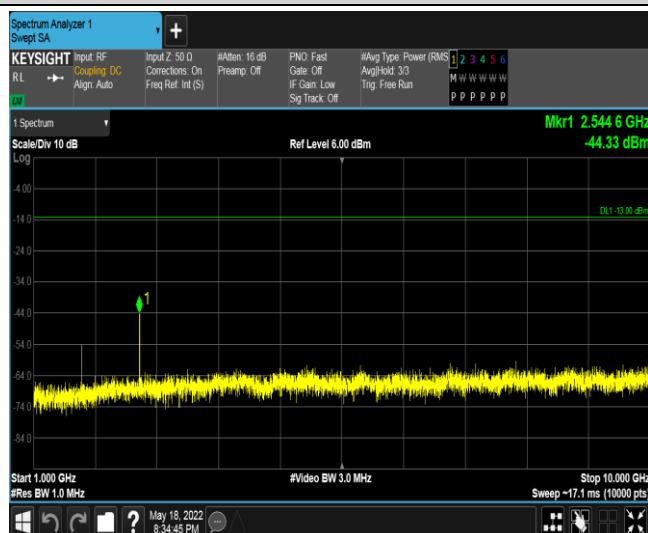 Spectrum Analyzer 1
Swept SA
KEYSIGHT
RL
Input: RF
Coupling: DC
Align: Auto
Input Z: 50 Ω
Corrections: On
Freq Ref: Int (S)
#Atten: 16 dB
Preamp: Off
PNO: Fast
Gate: Off
IF Gain: Low
Sig Track: Off
#Avg Type: Power (RMS
Avg|Hold: 3/3
Trig: Free Run
1 2 3 4 5 6
M W W W W W
P P P P P P
1 Spectrum
Scale/Div 10 dB
Log
Ref Level 6.00 dBm
Mkr1 2.544 6 GHz
-44.33 dBm
DL1 -13.00 dBm
-4.00
-14.0
-24.0
-34.0
-44.0
-54.0
-64.0
-74.0
-84.0
1
Start 1.000 GHz
#Res BW 1.0 MHz
#Video BW 3.0 MHz
Stop 10.000 GHz
Sweep ~17.1 ms (10000 pts)
?
May 18, 2022
8:34:45 PM